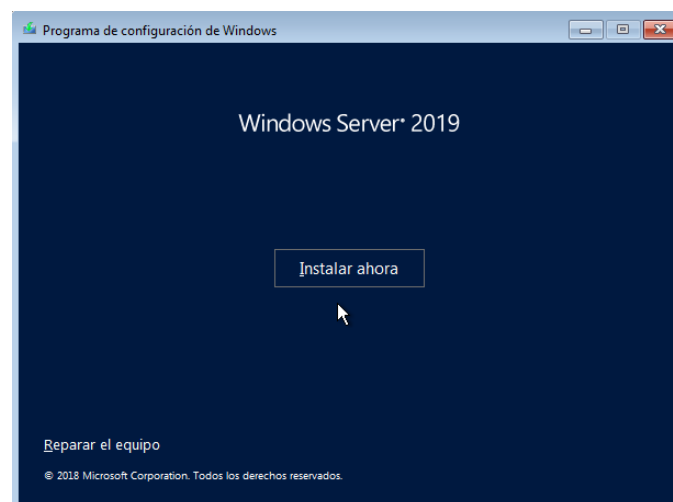 Programa de configuración de Windows
Windows Server® 2019
Instalar ahora
Reparar el equipo
© 2018 Microsoft Corporation. Todos los derechos reservados.